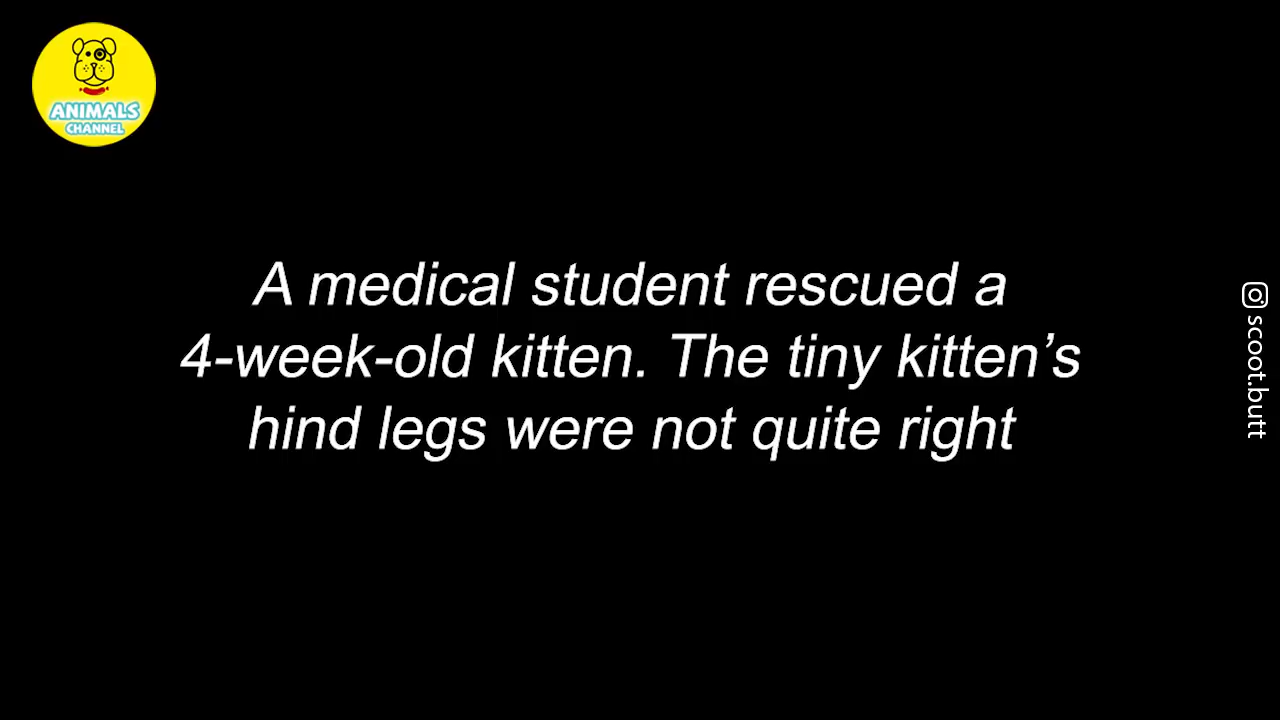 ANIMALS
CHANNEL
A medical student rescued a
4-week-old kitten. The tiny kitten’s
hind legs were not quite right
scoot.butt